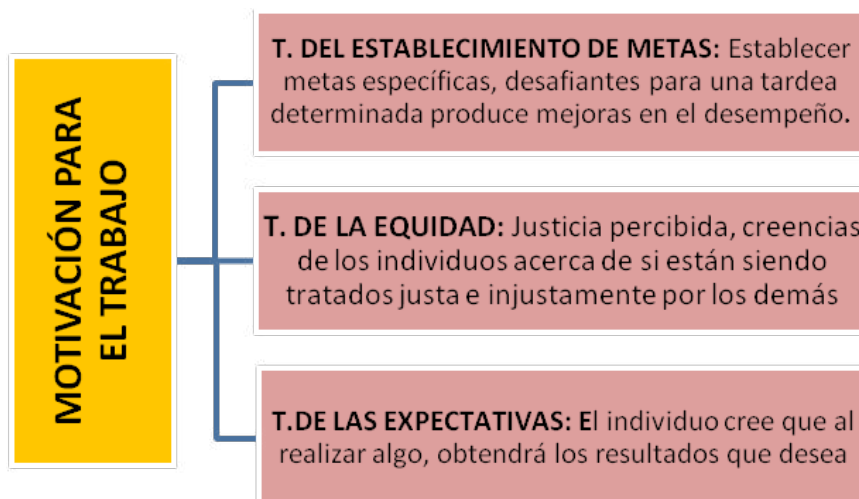 MOTIVACIÓN PARA
EL TRABAJO
T. DEL ESTABLECIMIENTO DE METAS: Establecer
metas específicas, desafiantes para una tardea
determinada produce mejoras en el desempeño.
T. DE LA EQUIDAD: Justicia percibida, creencias
de los individuos acerca de si están siendo
tratados justa e injustamente por los demás
T.DE LAS EXPECTATIVAS: El individuo cree que al
realizar algo, obtendrá los resultados que desea